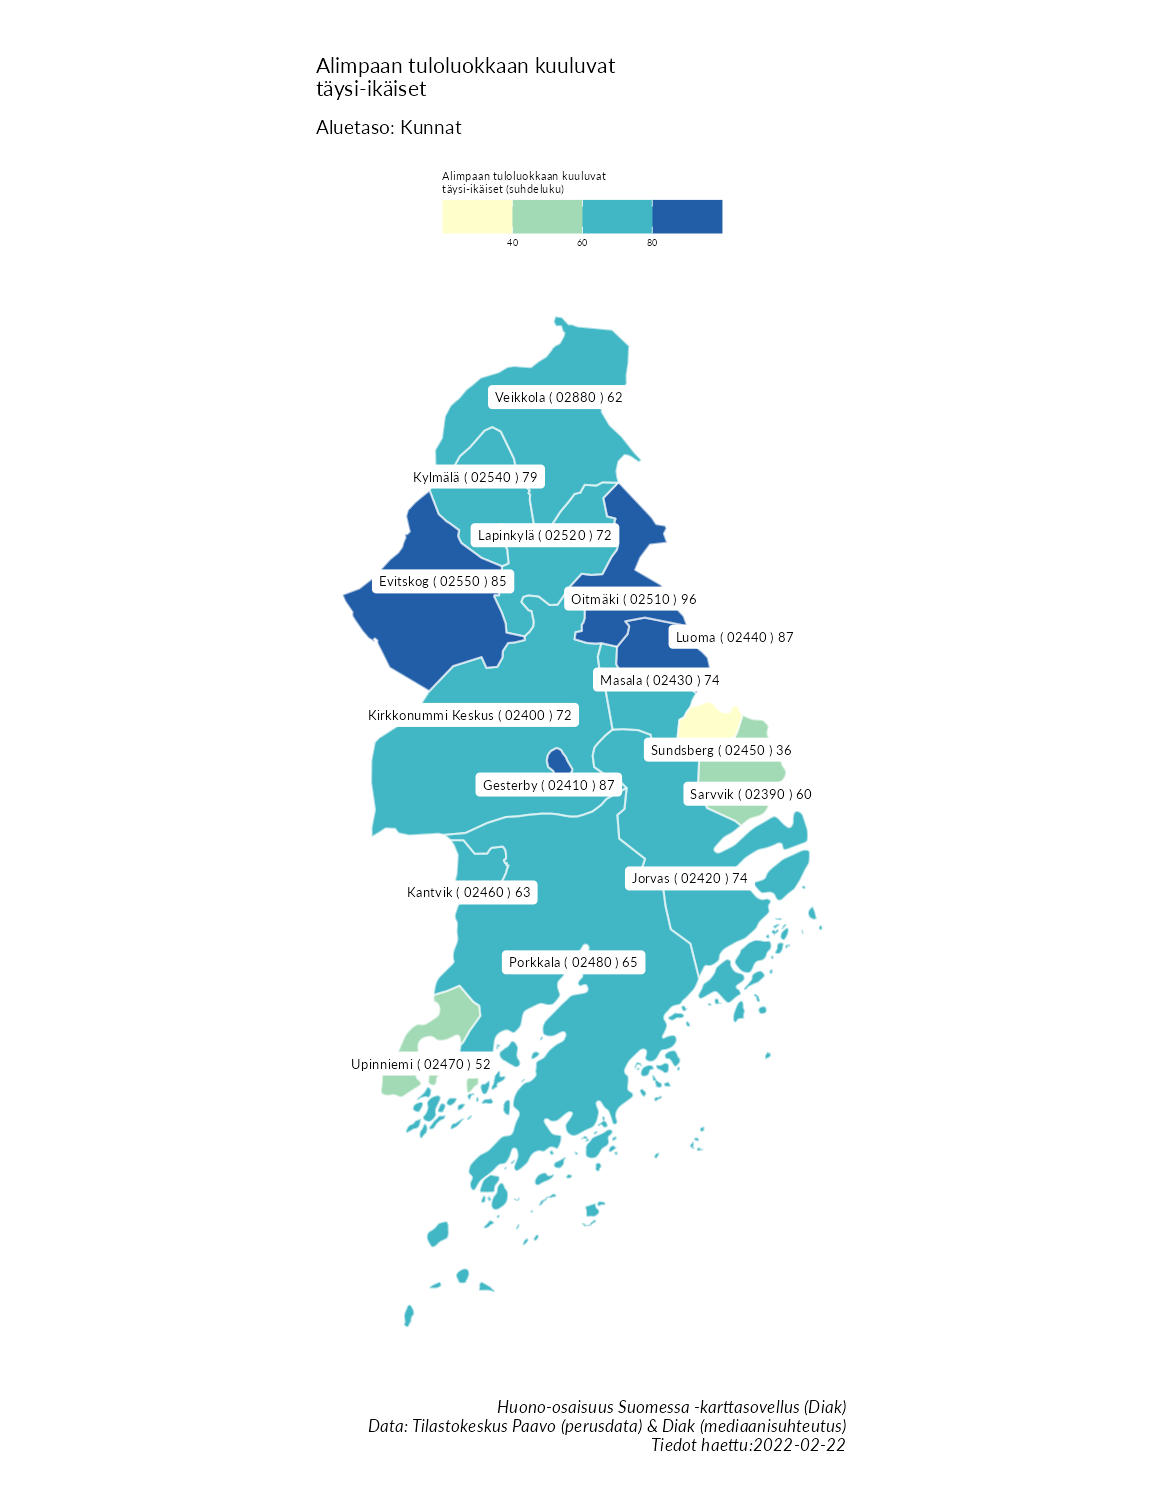 Alimpaan tuloluokkaan kuuluvat
täysi-ikäiset
Aluetaso: Kunnat
Alimpaan tuloluokkaan kuuluvat
täysi-ikäiset (suhdeluku)
40 60 80
Veikkola ( 02880 ) 62
Kylmälä ( 02540 ) 79
Lapinkylä ( 02520 ) 72
Evitskog ( 02550 ) 85
Oitmäki ( 02510 ) 96
Luoma ( 02440 ) 87
Masala ( 02430 ) 74
Kirkkonummi Keskus ( 02400 ) 72
Sundsberg ( 02450 ) 36
Gesterby ( 02410 ) 87
Sarvvik ( 02390 ) 60
Jorvas ( 02420 ) 74
Kantvik ( 02460 ) 63
Porkkala ( 02480 ) 65
Upinniemi ( 02470 ) 52
Huono-osaisuus Suomessa -karttasovellus (Diak)
Data: Tilastokeskus Paavo (perusdata) & Diak (mediaanisuhteutus)
Tiedot haettu:2022-02-22